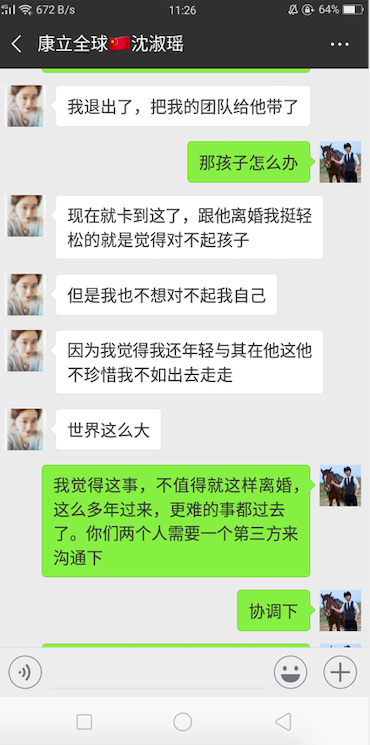 672 B/s 11:26 64%
康立全球🇨🇳沈淑瑶
我退出了，把我的团队给他带了
那孩子怎么办
现在就卡到这了，跟他离婚我挺轻
松的就是觉得对不起孩子
但是我也不想对不起我自己
因为我觉得我还年轻与其在他这他
不珍惜我不如出去走走
世界这么大
我觉得这事，不值得就这样离婚，
这么多年过来，更难的事都过去
了。你们两个人需要一个第三方来
沟通下
协调下